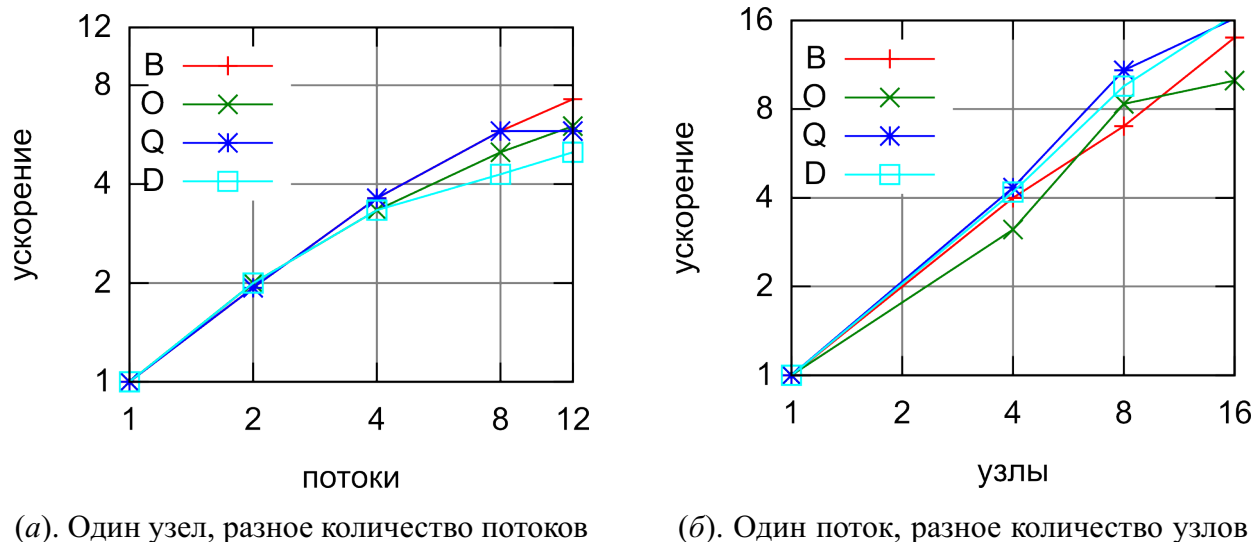 12
8
4
2
1
B
O
Q
D
ускорение
1
2
4
8
12
потоки
(а). Один узел, разное количество потоков
16
8
4
2
1
B
O
Q
D
ускорение
1
2
4
8
16
узлы
(б). Один поток, разное количество узлов